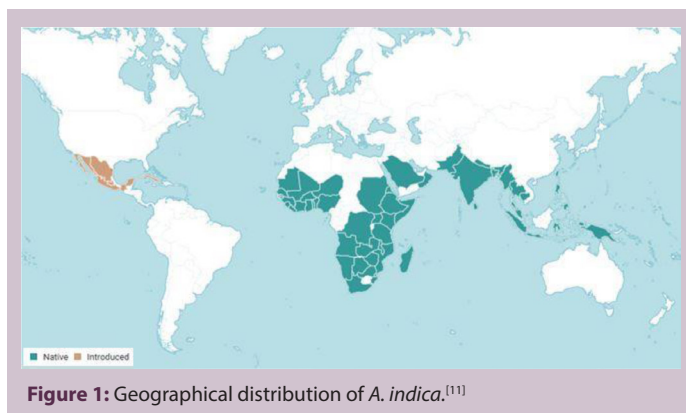 Native Introduced
Figure 1: Geographical distribution of A. indica.[11]